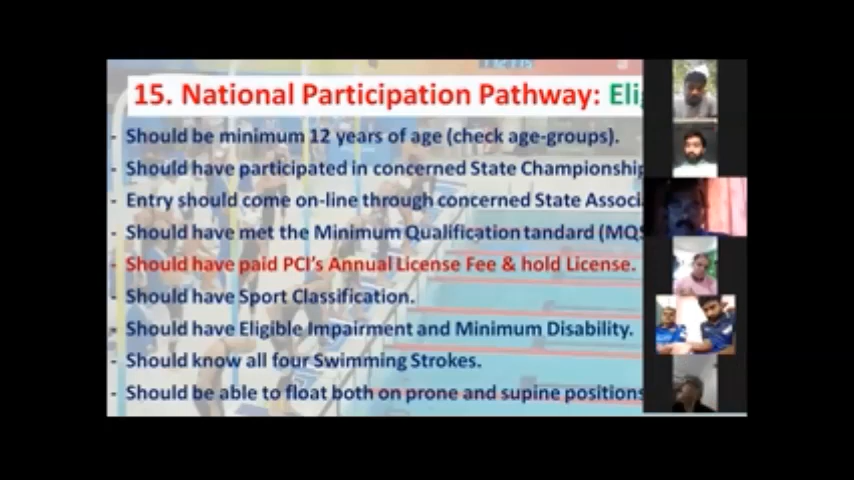 15. National Participation Pathway: Eli
- Should be minimum 12 years of age (check age-groups).
- Should have participated in concerned State Championship
- Entry should come on-line through concerned State Associ
- Should have met the Minimum Qualification tandard (MQS
- Should have paid PCI's Annual License Fee & hold License.
- Should have Sport Classification.
- Should have Eligible Impairment and Minimum Disability.
- Should know all four Swimming Strokes.
- Should be able to float both on prone and supine positions